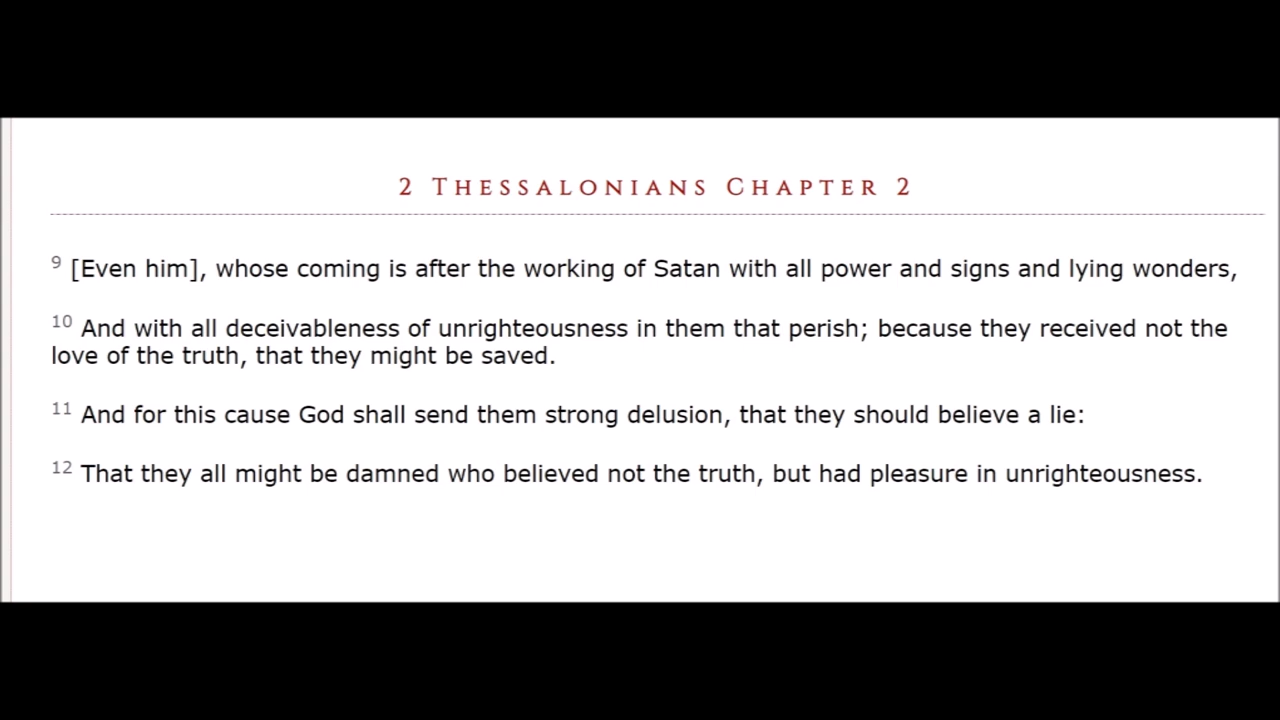 2 Thessalonians Chapter 2
9 [Even him], whose coming is after the working of Satan with all power and signs and lying wonders,
10 And with all deceivableness of unrighteousness in them that perish; because they received not the
love of the truth, that they might be saved.
11 And for this cause God shall send them strong delusion, that they should believe a lie:
12 That they all might be damned who believed not the truth, but had pleasure in unrighteousness.